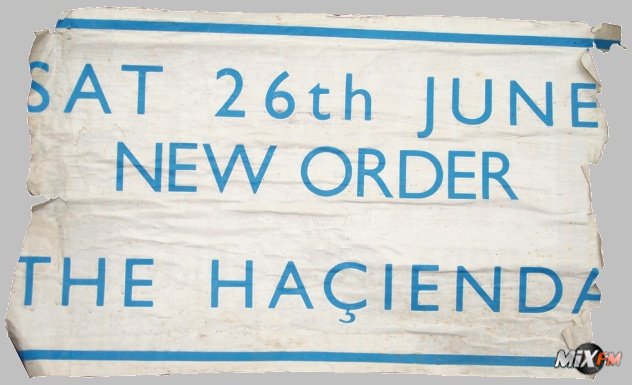 SAT 26th JUNE
NEW ORDER
THE HAÇIENDA
MiXFM